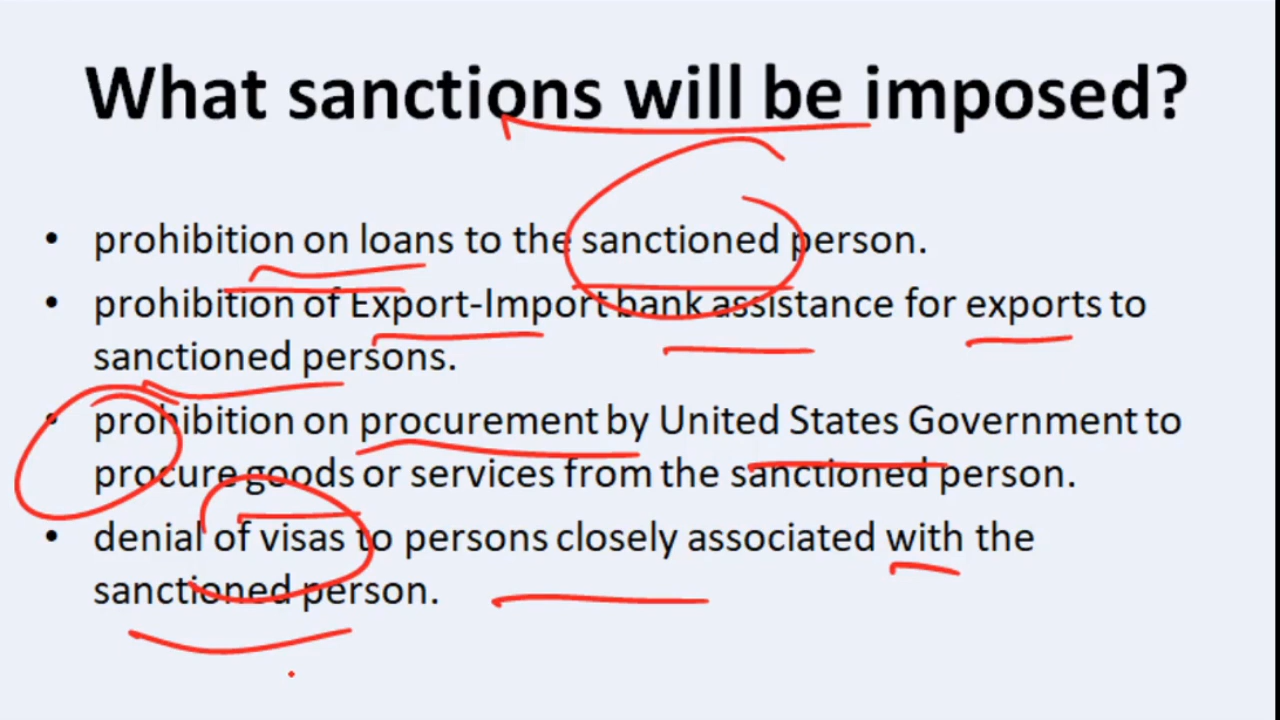 What sanctions will be imposed?
• prohibition on loans to the sanctioned person.
• prohibition of Export-Import bank assistance for exports to
sanctioned persons.
• prohibition on procurement by United States Government to
procure goods or services from the sanctioned person.
• denial of visas to persons closely associated with the
sanctioned person.